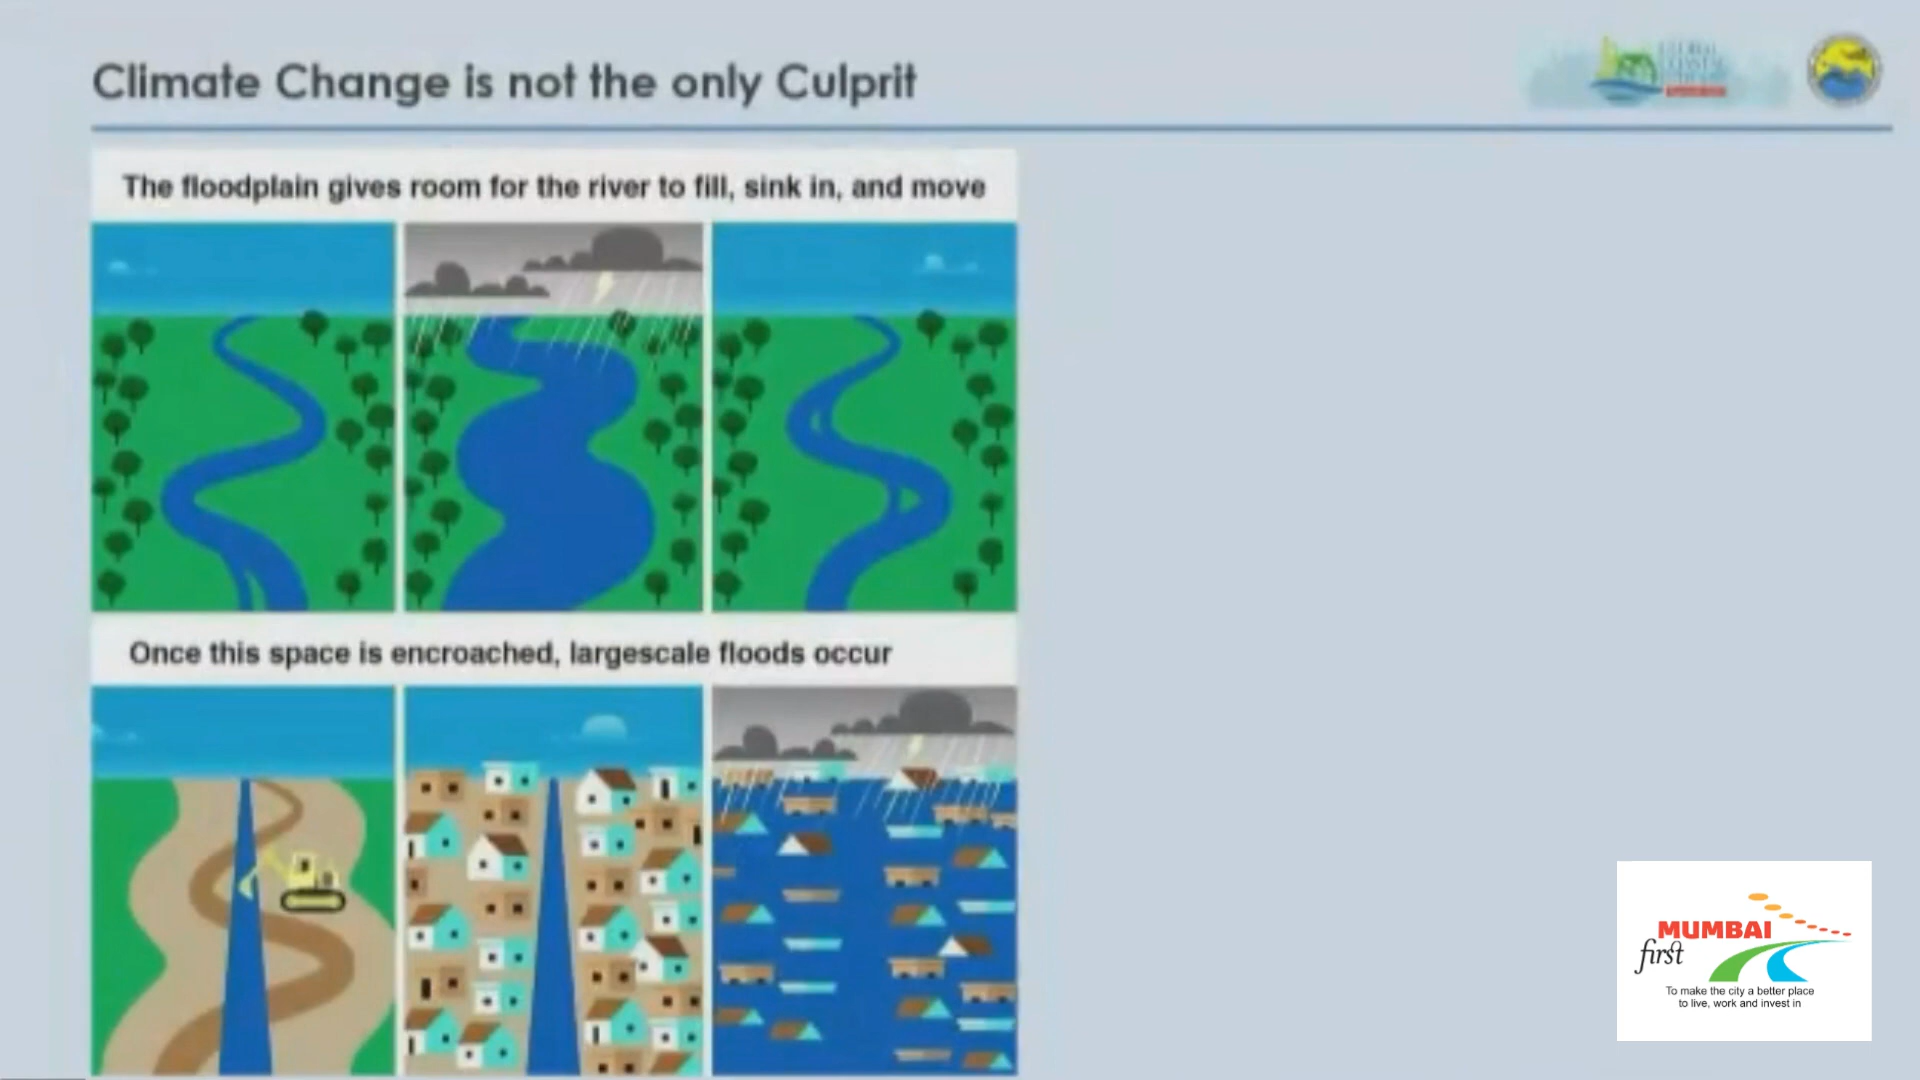 Climate Change is not the only Culprit
The floodplain gives room for the river to fill, sink in, and move
Once this space is encroached, largescale floods occur
MUMBAI
first
To make the city a better place
to live, work and invest in